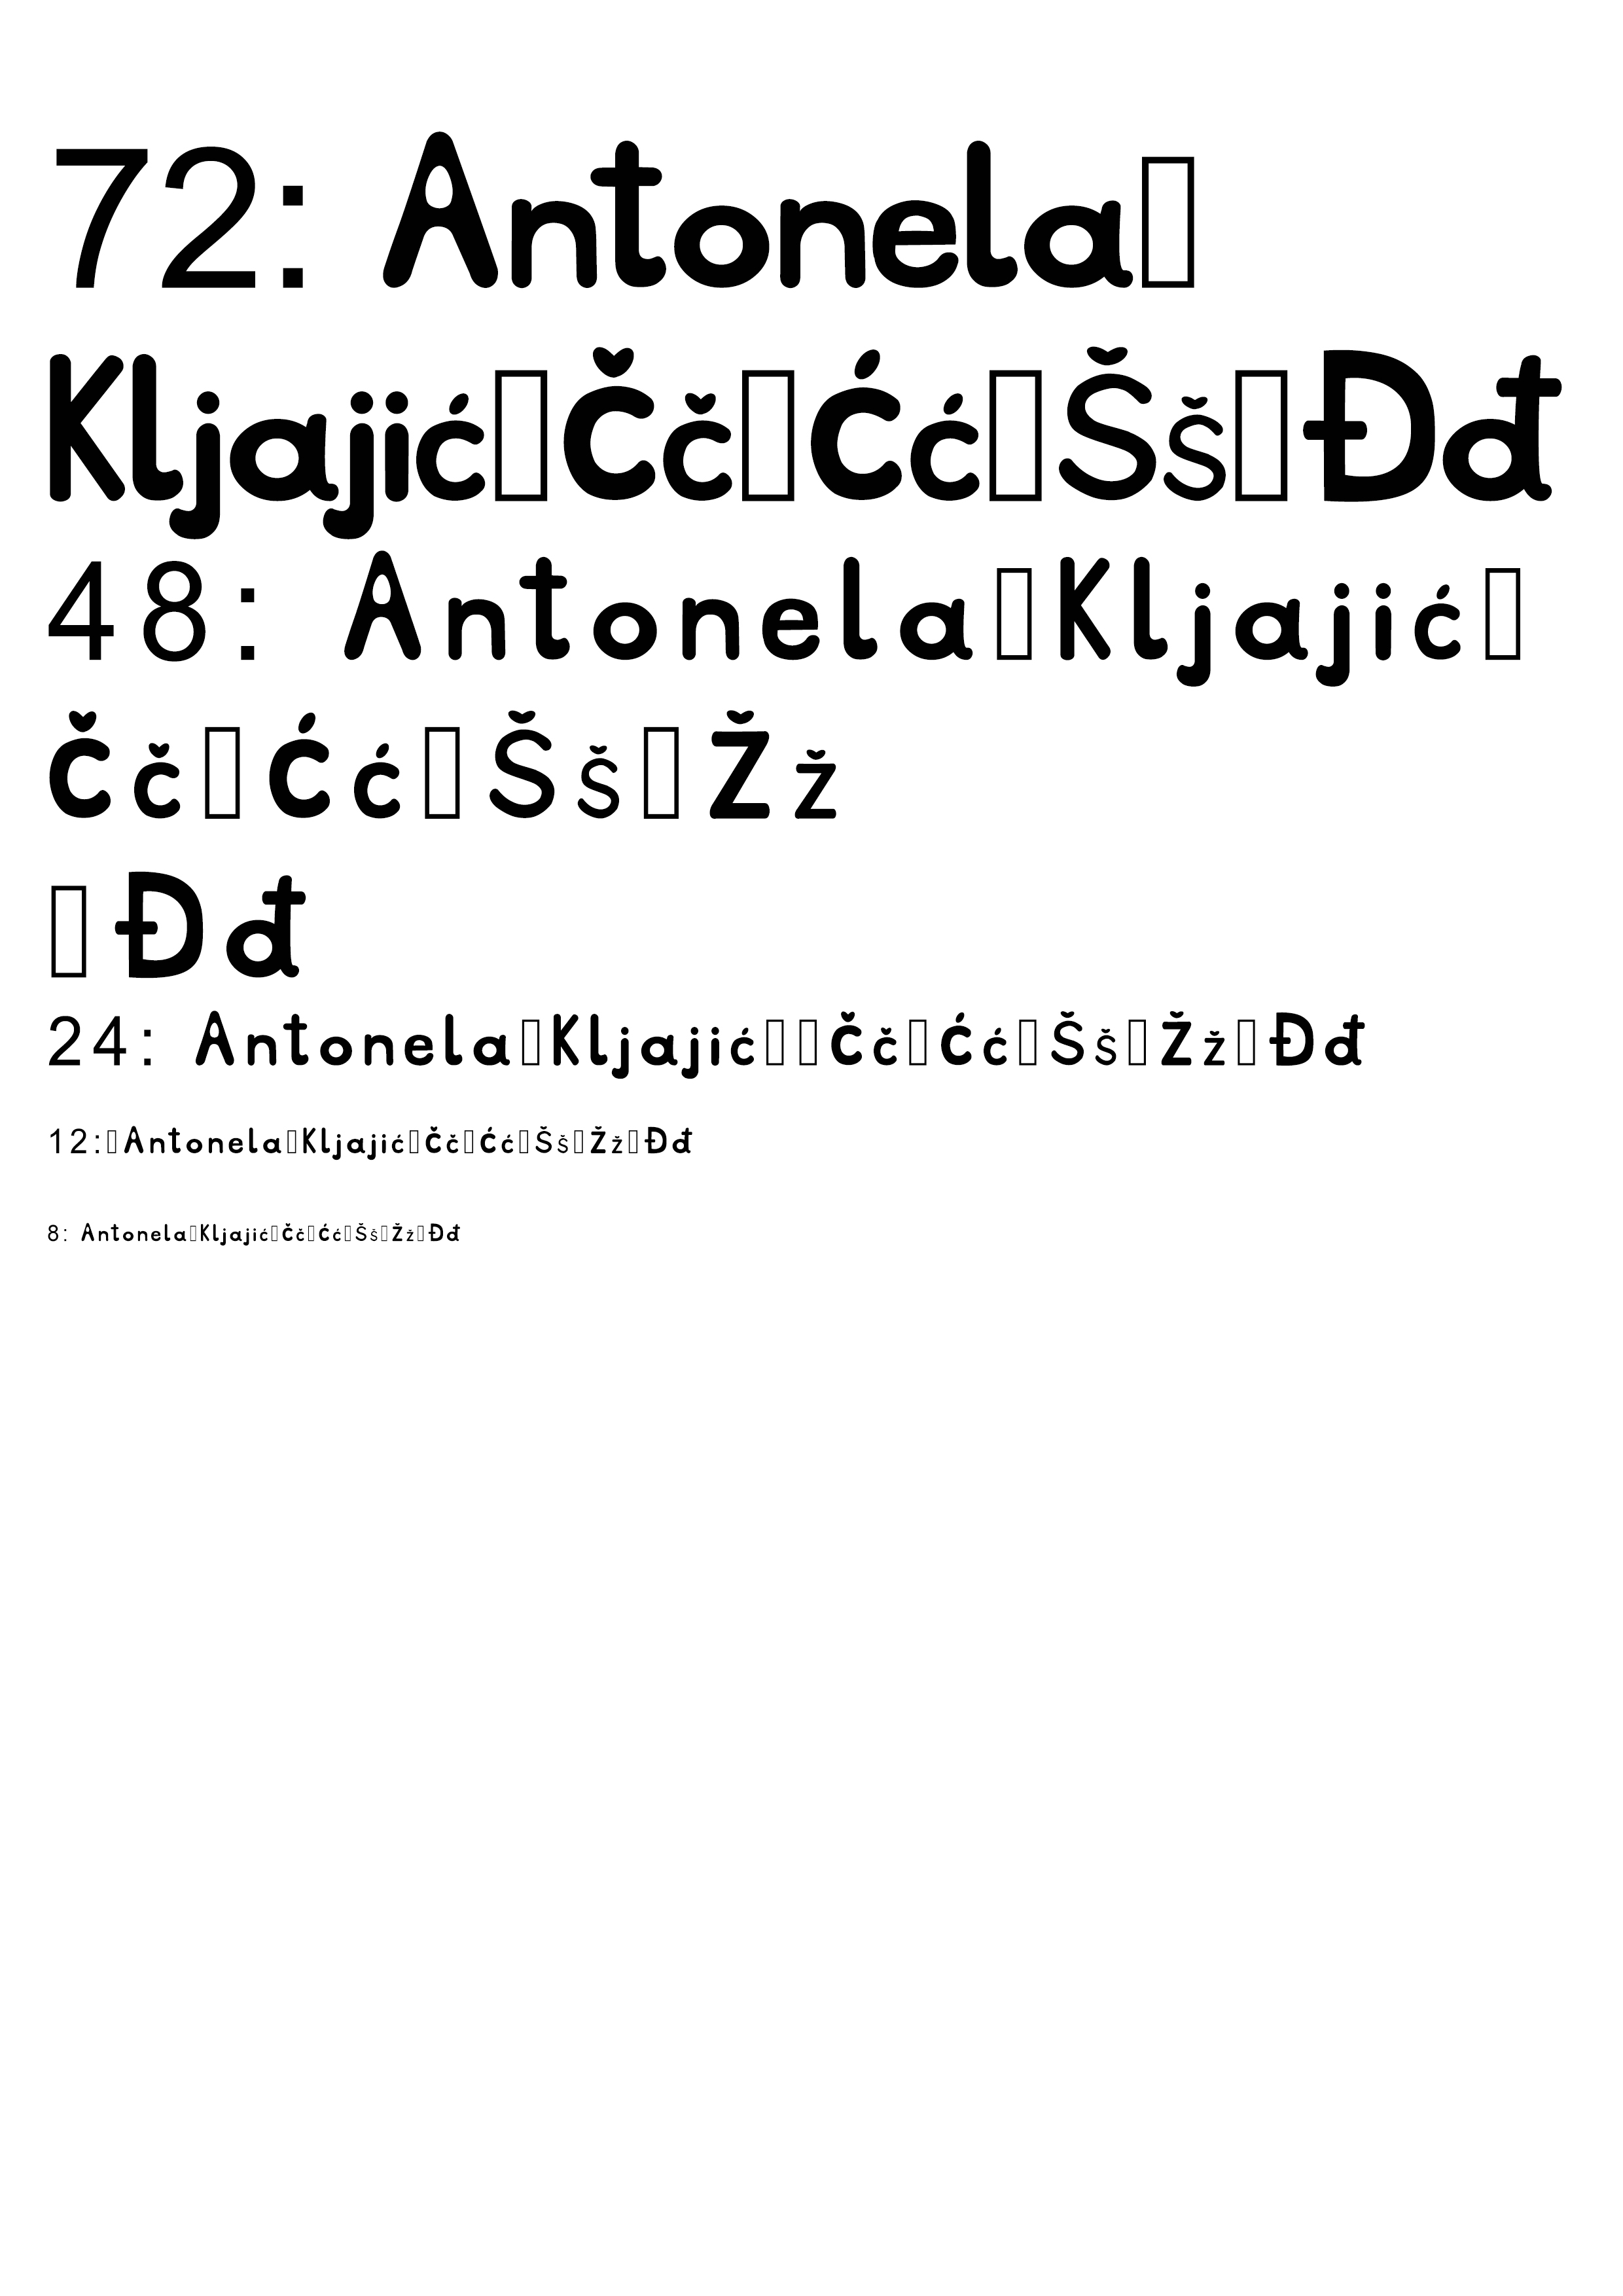 72: Antonela▯
Kljajić▯Čč▯Ćć▯Šš▯Đđ
48: Antonela▯Kljajić▯
Čč▯Ćć▯Šš▯Žž
▯Đđ
24: Antonela▯Kljajić▯▯Čč▯Ćć▯Šš▯Žž▯Đđ
12:▯Antonela▯Kljajić▯Čč▯Ćć▯Šš▯Žž▯Đđ
8: Antonela▯Kljajić▯Čč▯Ćć▯Šš▯Žž▯Đđ